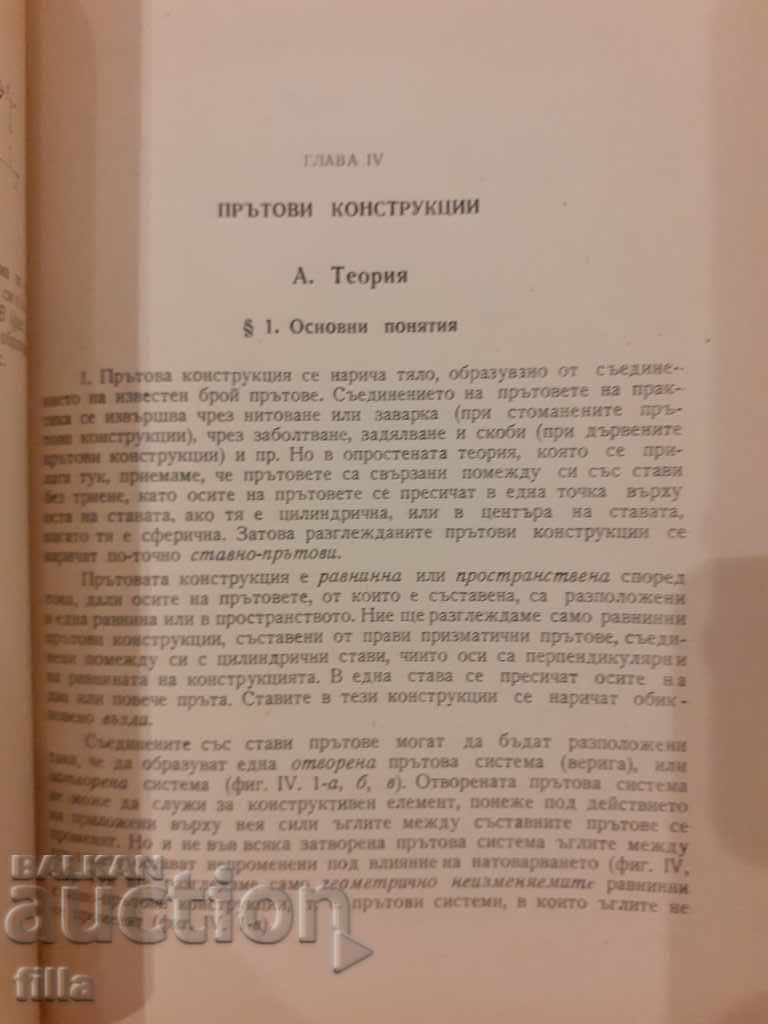 ГЛАВА IV
ПРЪТОВИ КОНСТРУКЦИИ
А. Теория
§ 1. Основни понятия
1. Прътова конструкция се нарича тяло, образувано от съедине-
нието на известен брой прътове. Съединението на прътовете на прак-
тика се извършва чрез нитоване или заварка (при стоманените пръ-
тови конструкции), чрез заболтване, задялване и скоби (при дървените
прътови конструкции) и пр. Но в опростената теория, която се при-
лага тук, приемаме, че прътовете са свързани помежду си със стави
без триене, като осите на прътовете се пресичат в една точка върху
оста на ставата, ако тя е цилиндрична, или в центъра на ставата,
когато тя е сферична. Затова разглежданите прътови конструкции се
наричат по-точно ставно-прътови.
Прътовата конструкция е равнинна или пространствена според
това, дали осите на прътовете, от които е съставена, са разположени
в една равнина или в пространството. Ние ще разглеждаме само равнинни
прътови конструкции, съставени от прави призматични прътове, съеди-
нени помежду си с цилиндрични стави, чиито оси са перпендикулярни
на равнината на конструкцията. В една става се пресичат осите на
два или повече пръта. Ставите в тези конструкции се наричат обик-
новено възли.
Съединените със стави прътове могат да бъдат разположени
така, че да образуват една отворена прътова система (верига), или
затворена система (фиг. IV. 1-а, б, в). Отворената прътова система
не може да служи за конструктивен елемент, понеже под действието
на приложени върху нея сили ъглите между съставните прътове се
променят. Но и не във всяка затворена прътова система ъглите между
непроменени под влияние на натоварването (фиг. IV,
само геометрично неизменяемите равнинни
конструкции, прътови системи, в които ъглите не
BALKAN
auction
filla